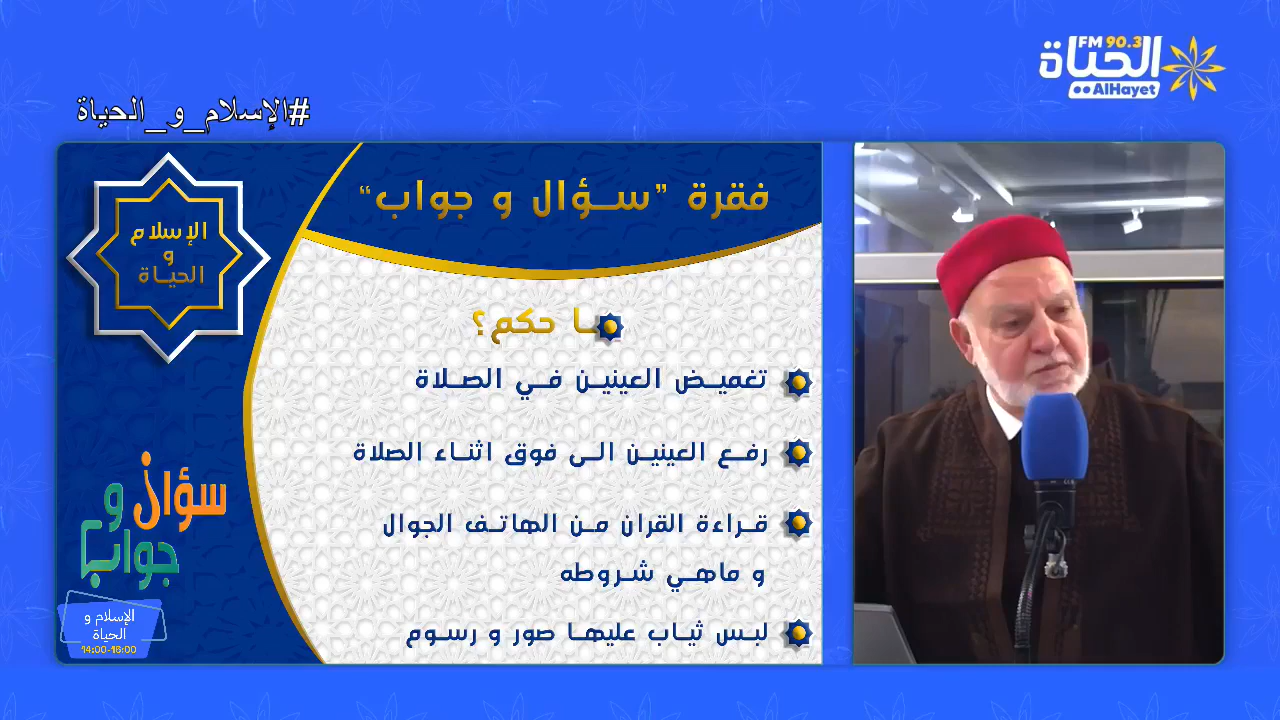 FM 90.3
الحياة
AlHayet
#الإسلام_و_الحياة
فقرة "سؤال و جواب"
الإسلام
و
الحياة
ما حكم؟
تغميض العينين في الصلاة
رفع العينين الى فوق اثناء الصلاة
قراءة القران من الهاتف الجوال
و ماهي شروطه
لبس ثياب عليها صور و رسوم
سؤال و
جواب
الإسلام و
الحياة
14:00-16:00